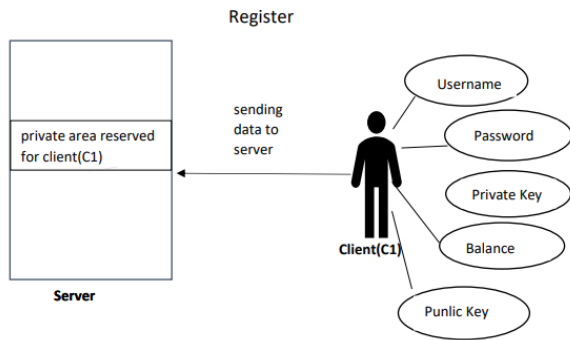 Register
Username
sending
data to
server
private area reserved
for client(C1)
Password
Private Key
Client(C1)
Balance
Server
Punlic Key